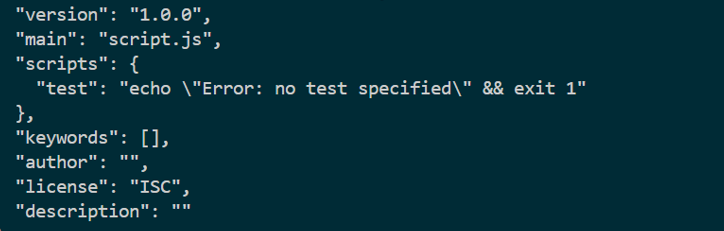 "version": "1.0.0",
"main": "script.js",
"scripts": {
"test": "echo \"Error: no test specified\" && exit 1"
},
"keywords": [],
"author": "",
"license": "ISC",
"description": ""